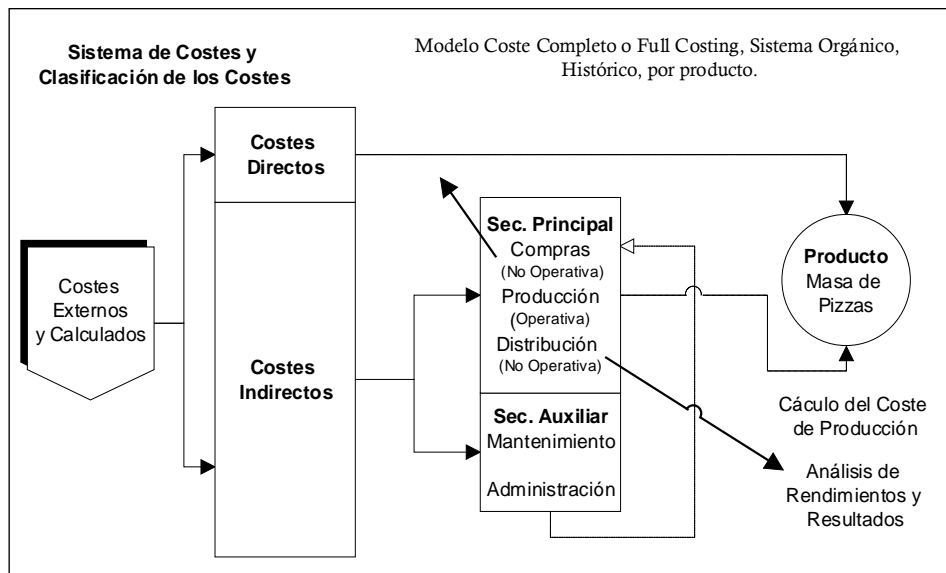 Sistema de Costes y
Clasificación de los Costes
Modelo Coste Completo o Full Costing, Sistema Orgánico,
Histórico, por producto.
Costes
Directos
Costes
Externos
y Calculados
Costes
Indirectos
Sec. Principal
Compras
(No Operativa)
Producción
(Operativa)
Distribución
(No Operativa)
Sec. Auxiliar
Mantenimiento
Administración
Producto
Masa de
Pizzas
Cáculo del Coste
de Producción
Análisis de
Rendimientos y
Resultados